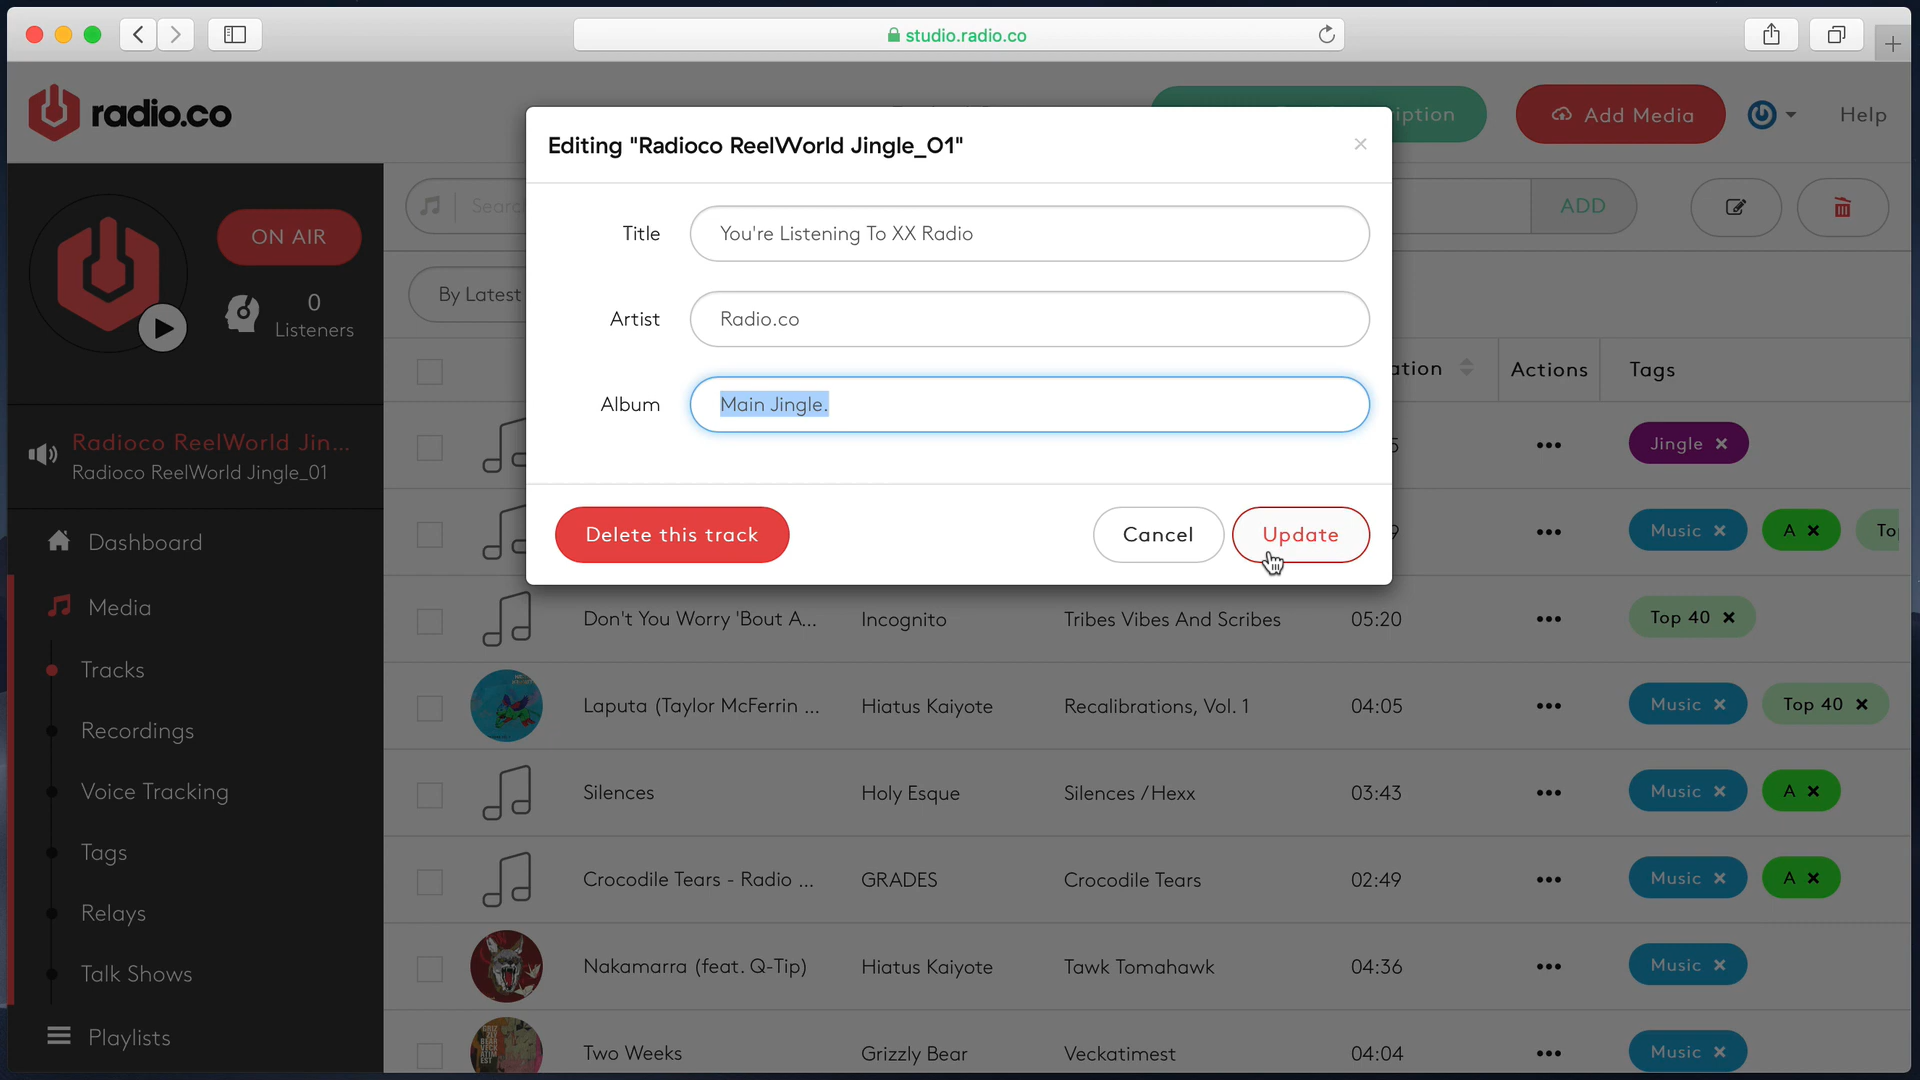 studio.radio.co
radio.co
iption
Add Media
Help
Editing "Radioco ReelWorld Jingle_01"
×
Title
You're Listening To XX Radio
Artist
Radio.co
Album
Main Jingle.
Delete this track
Cancel
Update
ON AIR
0
Listeners
Radioco ReelWorld Jin...
Radioco ReelWorld Jingle_01
Dashboard
Media
Tracks
Recordings
Voice Tracking
Tags
Relays
Talk Shows
Playlists
Searc
ADD
By Latest
ation
Actions
Tags
Jingle ×
Music × A × To
Don't You Worry 'Bout A... Incognito Tribes Vibes And Scribes 05:20 ••• Top 40 ×
Laputa (Taylor McFerrin ... Hiatus Kaiyote Recalibrations, Vol. 1 04:05 ••• Music × Top 40 ×
Silences Holy Esque Silences / Hexx 03:43 ••• Music × A ×
Crocodile Tears - Radio ... GRADES Crocodile Tears 02:49 ••• Music × A ×
Nakamarra (feat. Q-Tip) Hiatus Kaiyote Tawk Tomahawk 04:36 ••• Music ×
Two Weeks Grizzly Bear Veckatimest 04:04 ••• Music ×